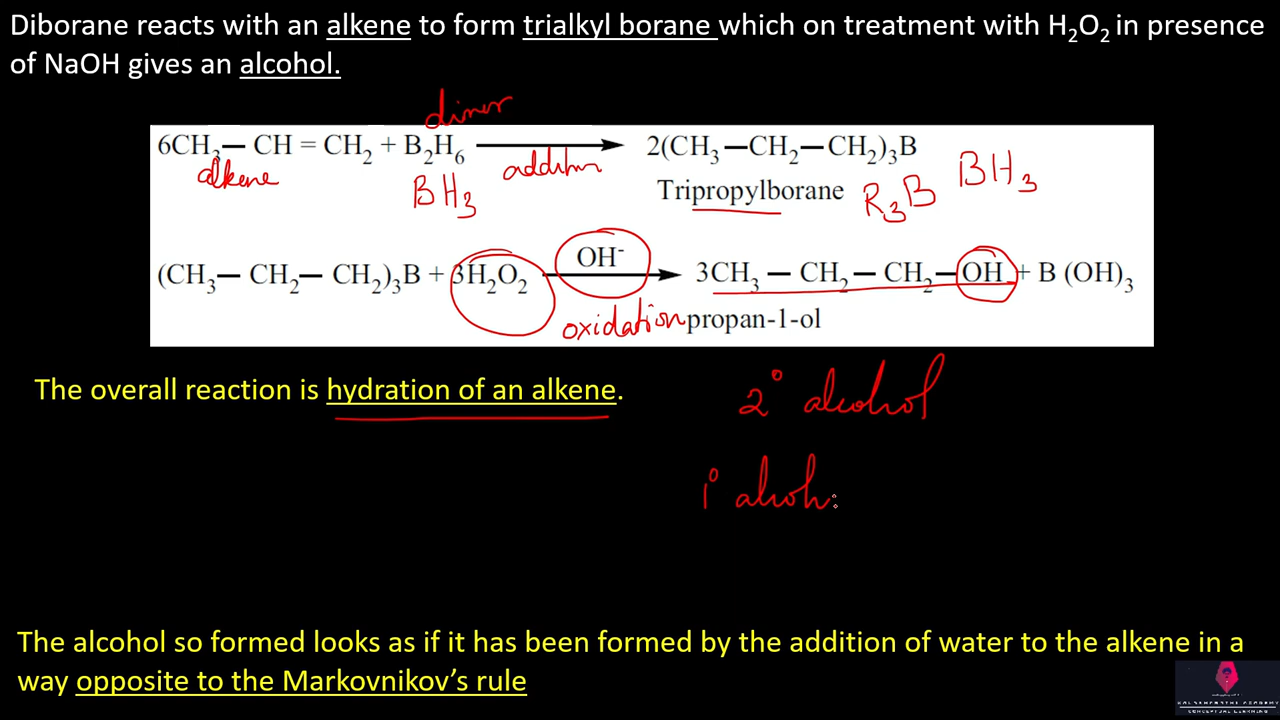 Diborane reacts with an alkene to form trialkyl borane which on treatment with H₂O₂ in presence
of NaOH gives an alcohol.
dimer
6CH₃— CH = CH₂ + B₂H₆ → 2(CH₃—CH₂—CH₂)₃B
alkene BH₃ addition BH₃
Tripropylborane R₃B
(CH₃— CH₂— CH₂)₃B + 3H₂O₂ OH⁻ → 3CH₃ — CH₂ — CH₂ — OH + B (OH)₃
oxidation propan-1-ol
The overall reaction is hydration of an alkene.
2° alcohol
1° alcoh
The alcohol so formed looks as if it has been formed by the addition of water to the alkene in a
way opposite to the Markovnikov’s rule